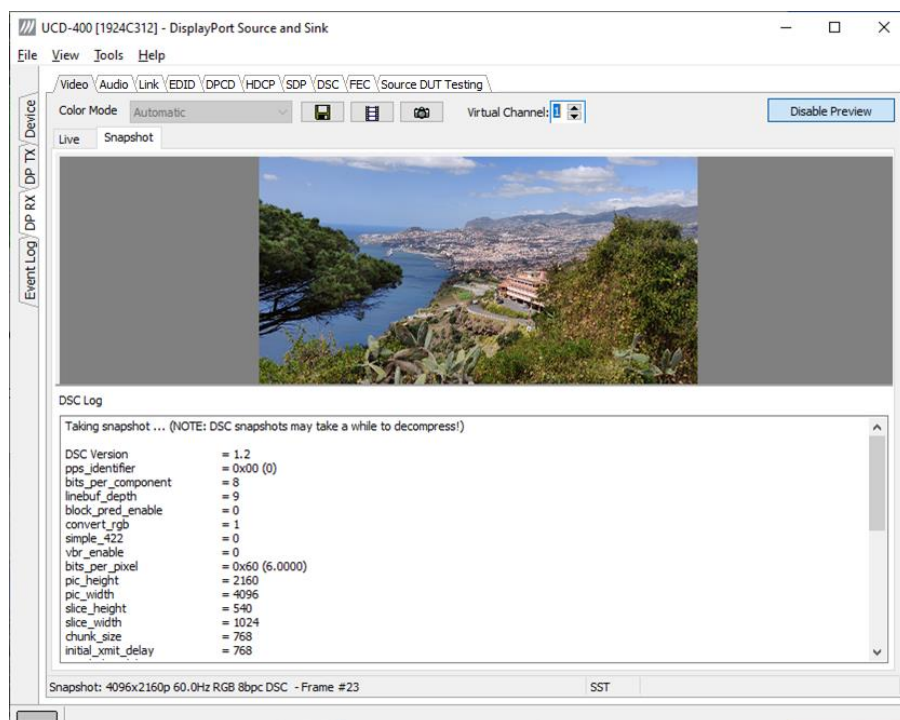 UCD-400 [1924C312] - DisplayPort Source and Sink
File View Tools Help
Video Audio Link EDID DPCD HDCP SDP DSC FEC Source DUT Testing
Color Mode Automatic Virtual Channel: 1 Disable Preview
Live Snapshot
Device
DP TX
DP RX
Event Log
DSC Log
Taking snapshot ... (NOTE: DSC snapshots may take a while to decompress!)
DSC Version = 1.2
pps_identifier = 0x00 (0)
bits_per_component = 8
linebuf_depth = 9
block_pred_enable = 0
convert_rgb = 1
simple_422 = 0
vbr_enable = 0
bits_per_pixel = 0x60 (6.0000)
pic_height = 2160
pic_width = 4096
slice_height = 540
slice_width = 1024
chunk_size = 768
initial_xmit_delay = 768
Snapshot: 4096x2160p 60.0Hz RGB 8bpc DSC - Frame #23 SST